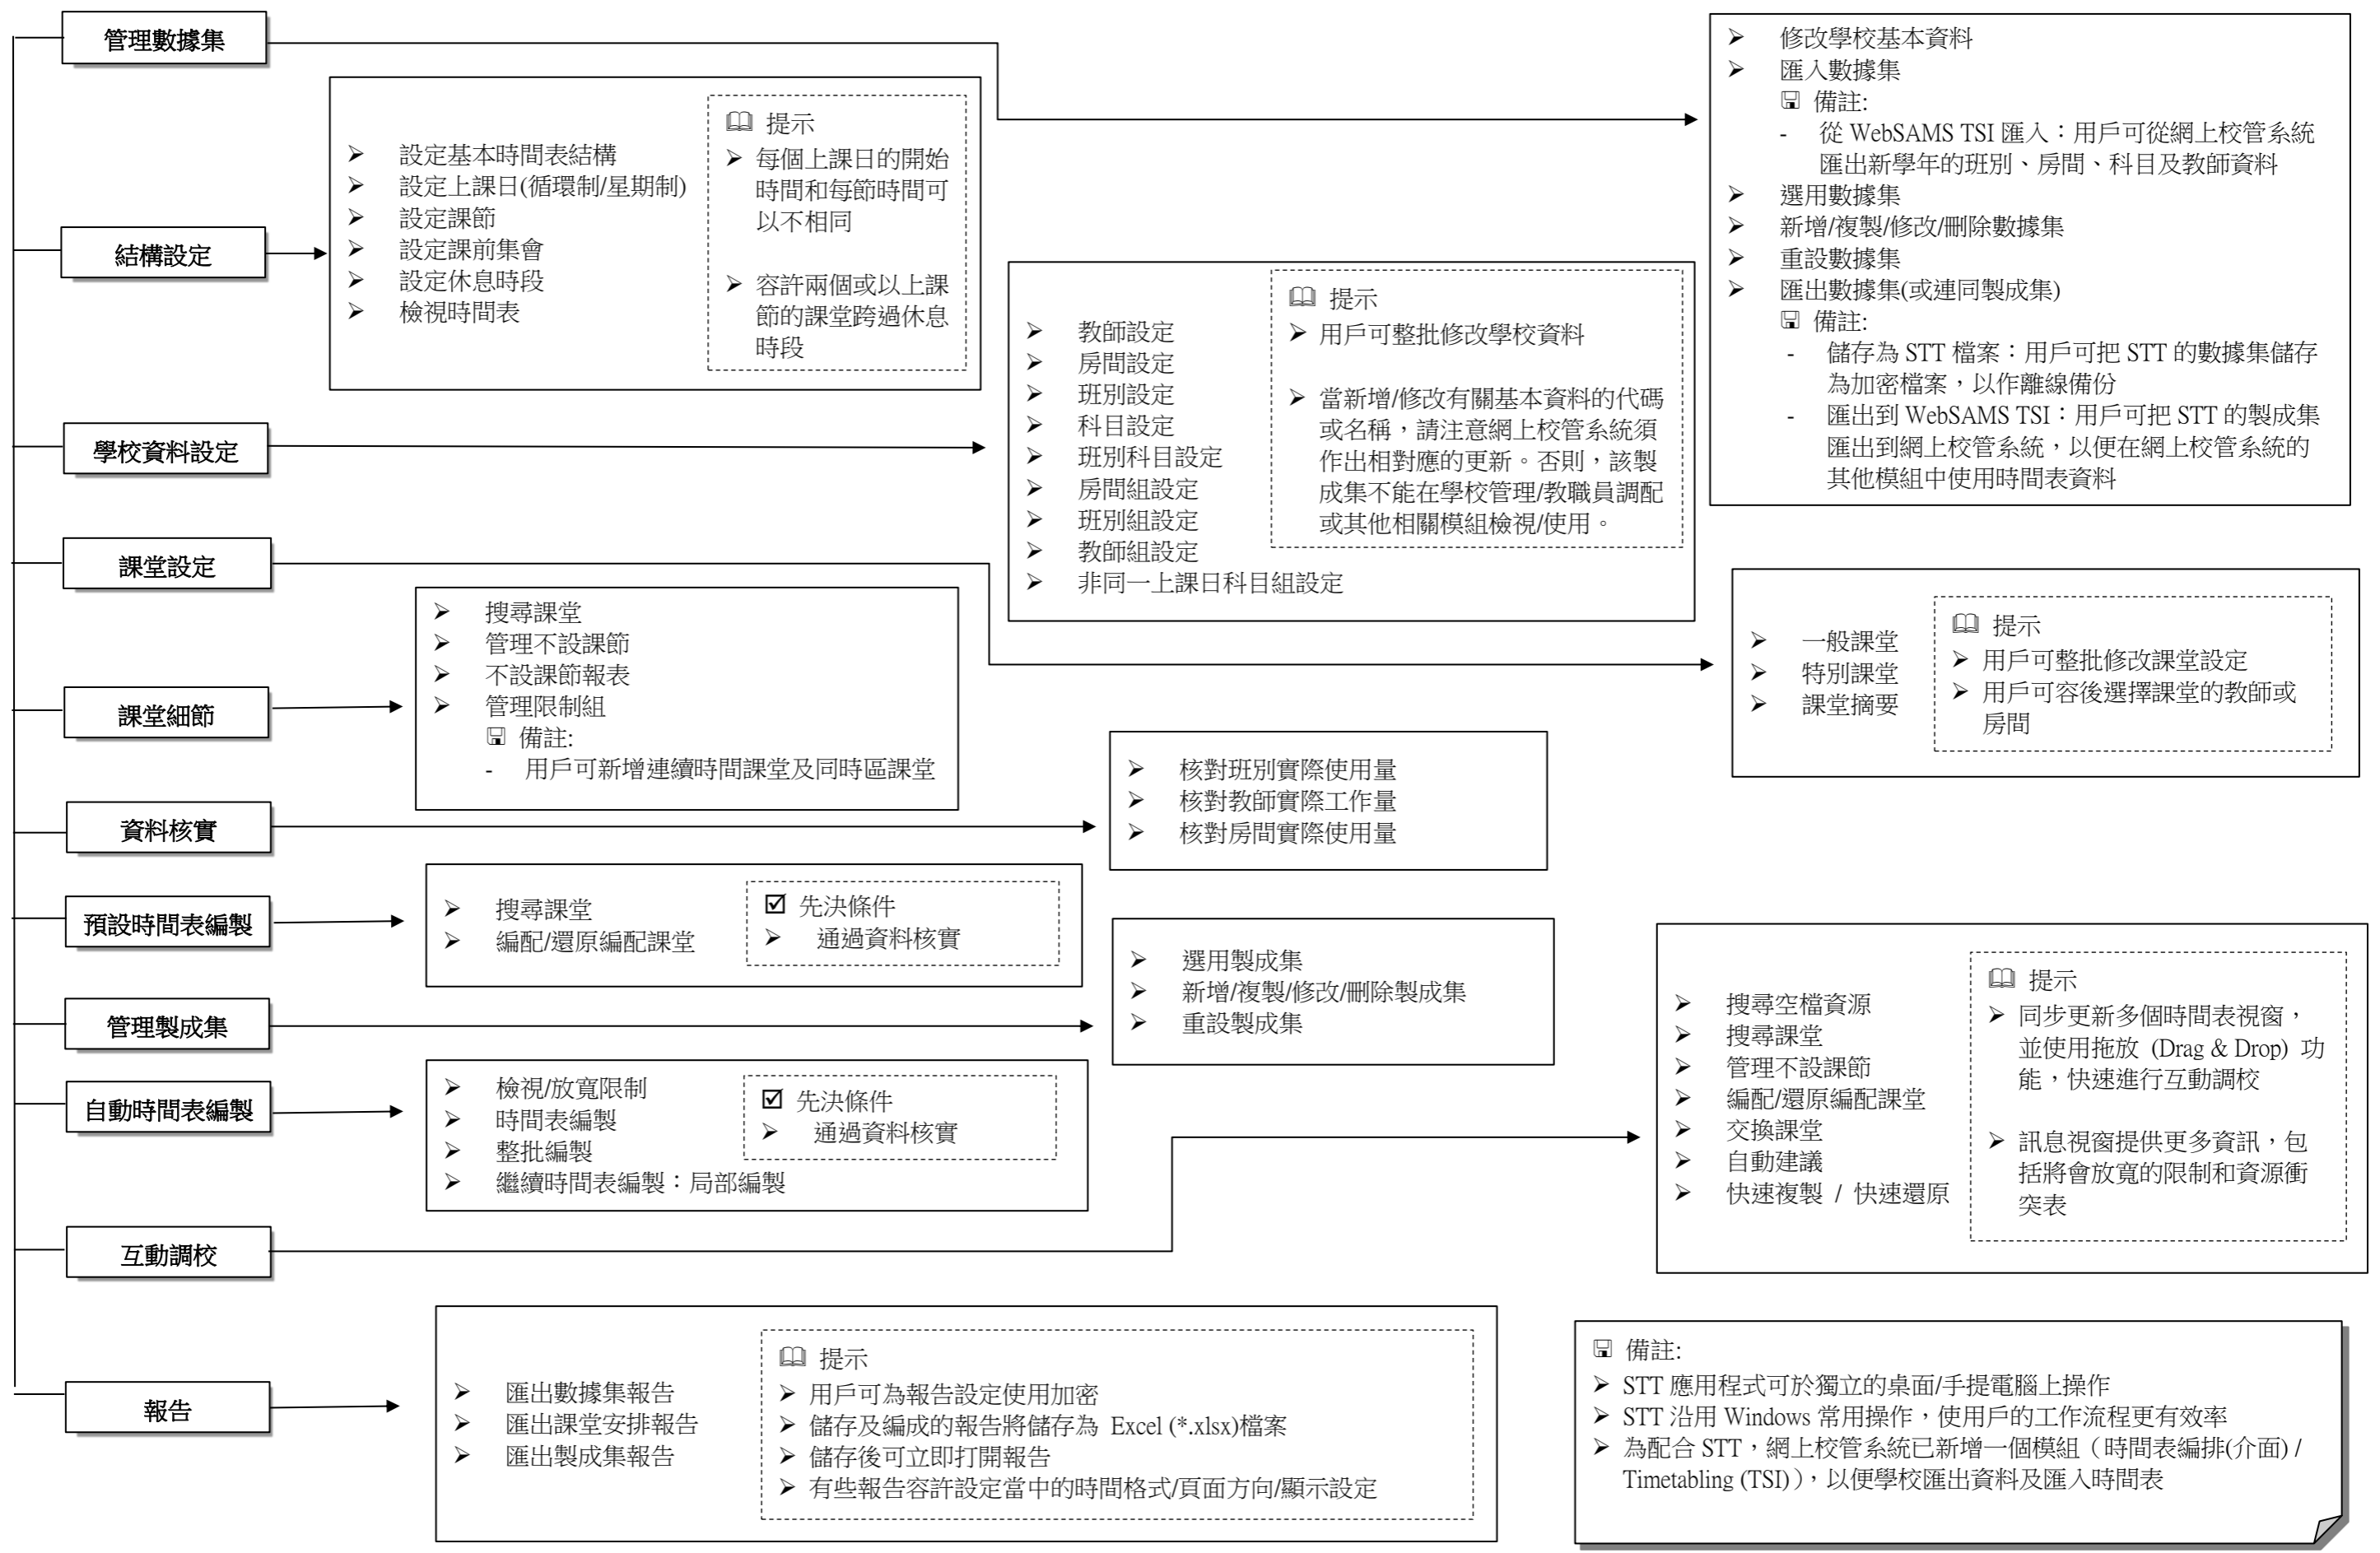 管理數據集
➢ 修改學校基本資料
➢ 匯入數據集
備註:
- 從 WebSAMS TSI 匯入：用戶可從網上校管系統
匯出新學年的班別、房間、科目及教師資料
➢ 選用數據集
➢ 新增/複製/修改/刪除數據集
➢ 重設數據集
➢ 匯出數據集(或連同製成集)
備註:
- 儲存為 STT 檔案：用戶可把 STT 的數據集儲存
為加密檔案，以作離線備份
- 匯出到 WebSAMS TSI：用戶可把 STT 的製成集
匯出到網上校管系統，以便在網上校管系統的
其他模組中使用時間表資料
結構設定
➢ 設定基本時間表結構
➢ 設定上課日(循環制/星期制)
➢ 設定課節
➢ 設定課前集會
➢ 設定休息時段
➢ 檢視時間表
提示
➢ 每個上課日的開始
時間和每節時間可
以不相同
➢ 容許兩個或以上課
節的課堂跨過休息
時段
學校資料設定
➢ 教師設定
➢ 房間設定
➢ 班別設定
➢ 科目設定
➢ 班別科目設定
➢ 房間組設定
➢ 班別組設定
➢ 教師組設定
➢ 非同一上課日科目組設定
提示
➢ 用戶可整批修改學校資料
➢ 當新增/修改有關基本資料的代碼
或名稱，請注意網上校管系統須
作出相對應的更新。否則，該製
成集不能在學校管理/教職員調配
或其他相關模組檢視/使用。
課堂設定
➢ 一般課堂
➢ 特別課堂
➢ 課堂摘要
提示
➢ 用戶可整批修改課堂設定
➢ 用戶可容後選擇課堂的教師或
房間
課堂細節
➢ 搜尋課堂
➢ 管理不設課節
➢ 不設課節報表
➢ 管理限制組
備註:
- 用戶可新增連續時間課堂及同時區課堂
資料核實
➢ 核對班別實際使用量
➢ 核對教師實際工作量
➢ 核對房間實際使用量
預設時間表編製
➢ 搜尋課堂
➢ 編配/還原編配課堂
☑ 先決條件
➢ 通過資料核實
管理製成集
➢ 選用製成集
➢ 新增/複製/修改/刪除製成集
➢ 重設製成集
自動時間表編製
➢ 檢視/放寬限制
➢ 時間表編製
➢ 整批編製
➢ 繼續時間表編製：局部編製
☑ 先決條件
➢ 通過資料核實
互動調校
➢ 搜尋空檔資源
➢ 搜尋課堂
➢ 管理不設課節
➢ 編配/還原編配課堂
➢ 交換課堂
➢ 自動建議
➢ 快速複製 / 快速還原
提示
➢ 同步更新多個時間表視窗，
並使用拖放 (Drag & Drop) 功
能，快速進行互動調校
➢ 訊息視窗提供更多資訊，包
括將會放寬的限制和資源衝
突表
報告
➢ 匯出數據集報告
➢ 匯出課堂安排報告
➢ 匯出製成集報告
提示
➢ 用戶可為報告設定使用加密
➢ 儲存及編成的報告將儲存為 Excel (*.xlsx)檔案
➢ 儲存後可立即打開報告
➢ 有些報告容許設定當中的時間格式/頁面方向/顯示設定
備註:
➢ STT 應用程式可於獨立的桌面/手提電腦上操作
➢ STT 沿用 Windows 常用操作，使用戶的工作流程更有效率
➢ 為配合 STT，網上校管系統已新增一個模組（時間表編排(介面) /
Timetabling (TSI)），以便學校匯出資料及匯入時間表